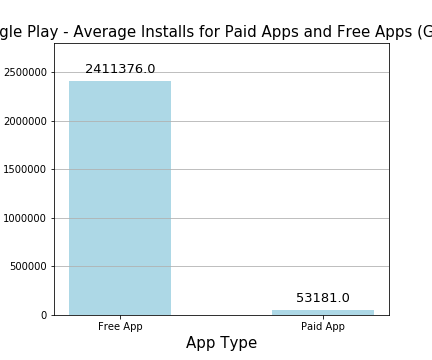 gle Play - Average Installs for Paid Apps and Free Apps (G
2500000
2411376.0
2000000
1500000
1000000
500000
53181.0
0
Free App Paid App
App Type